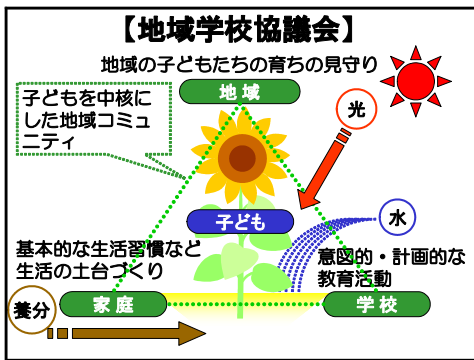 【地域学校協議会】
地域の子どもたちの育ちの見守り
地域
子どもを中核に
した地域コミュ
ニティ
光
子ども
水
基本的な生活習慣など
生活の土台づくり
意図的・計画的な
教育活動
養分
家庭
学校